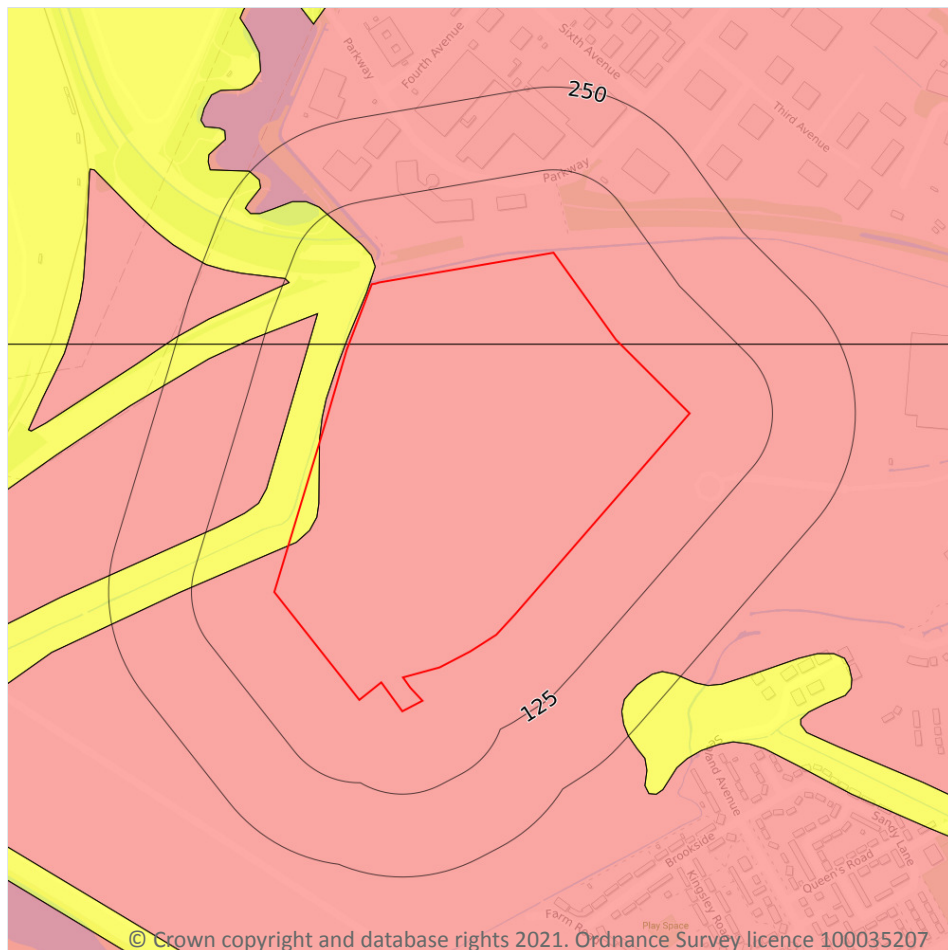 Parkway
Fourth Avenue
Sixth Avenue
250
Third Avenue
Parkway
125
Avenue
Sandy Lane
Brookside
Queen's Road
Kingsley Road
Farm
Play Space
© Crown copyright and database rights 2021. Ordnance Survey licence 100035207